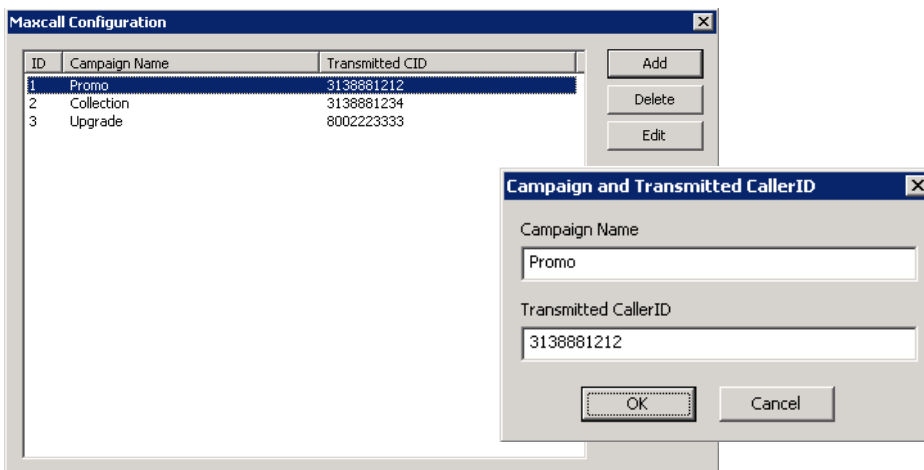 Maxcall Configuration
ID Campaign Name Transmitted CID
1 Promo 3138881212
2 Collection 3138881234
3 Upgrade 8002223333
Add
Delete
Edit
Campaign and Transmitted CallerID
Campaign Name
Promo
Transmitted CallerID
3138881212
OK Cancel